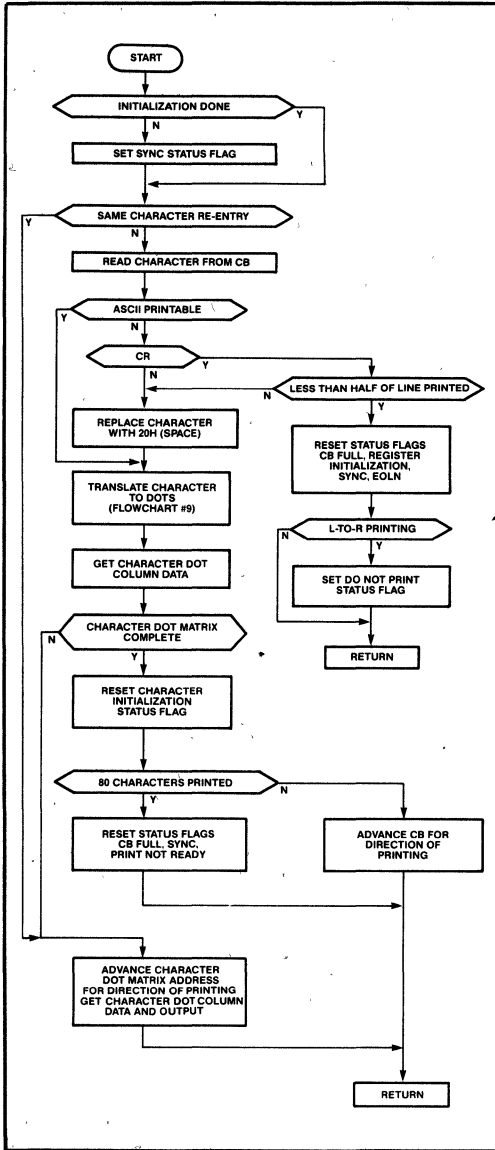 START
INITIALIZATION DONE
Y
N
SET SYNC STATUS FLAG
Y
SAME CHARACTER RE-ENTRY
N
READ CHARACTER FROM CB
ASCII PRINTABLE
Y
N
CR
Y
N
LESS THAN HALF OF LINE PRINTED
N
Y
REPLACE CHARACTER
WITH 20H (SPACE)
RESET STATUS FLAGS
CB FULL, REGISTER
INITIALIZATION,
SYNC, EOLN
TRANSLATE CHARACTER
TO DOTS
(FLOWCHART #9)
L-TO-R PRINTING
N
Y
GET CHARACTER DOT
COLUMN DATA
SET DO NOT PRINT
STATUS FLAG
CHARACTER DOT MATRIX
COMPLETE
N
Y
RETURN
RESET CHARACTER
INITIALIZATION
STATUS FLAG
80 CHARACTERS PRINTED
N
Y
RESET STATUS FLAGS
CB FULL, SYNC,
PRINT NOT READY
ADVANCE CB FOR
DIRECTION OF
PRINTING
ADVANCE CHARACTER
DOT MATRIX ADDRESS
FOR DIRECTION OF PRINTING
GET CHARACTER DOT COLUMN
DATA AND OUTPUT
RETURN